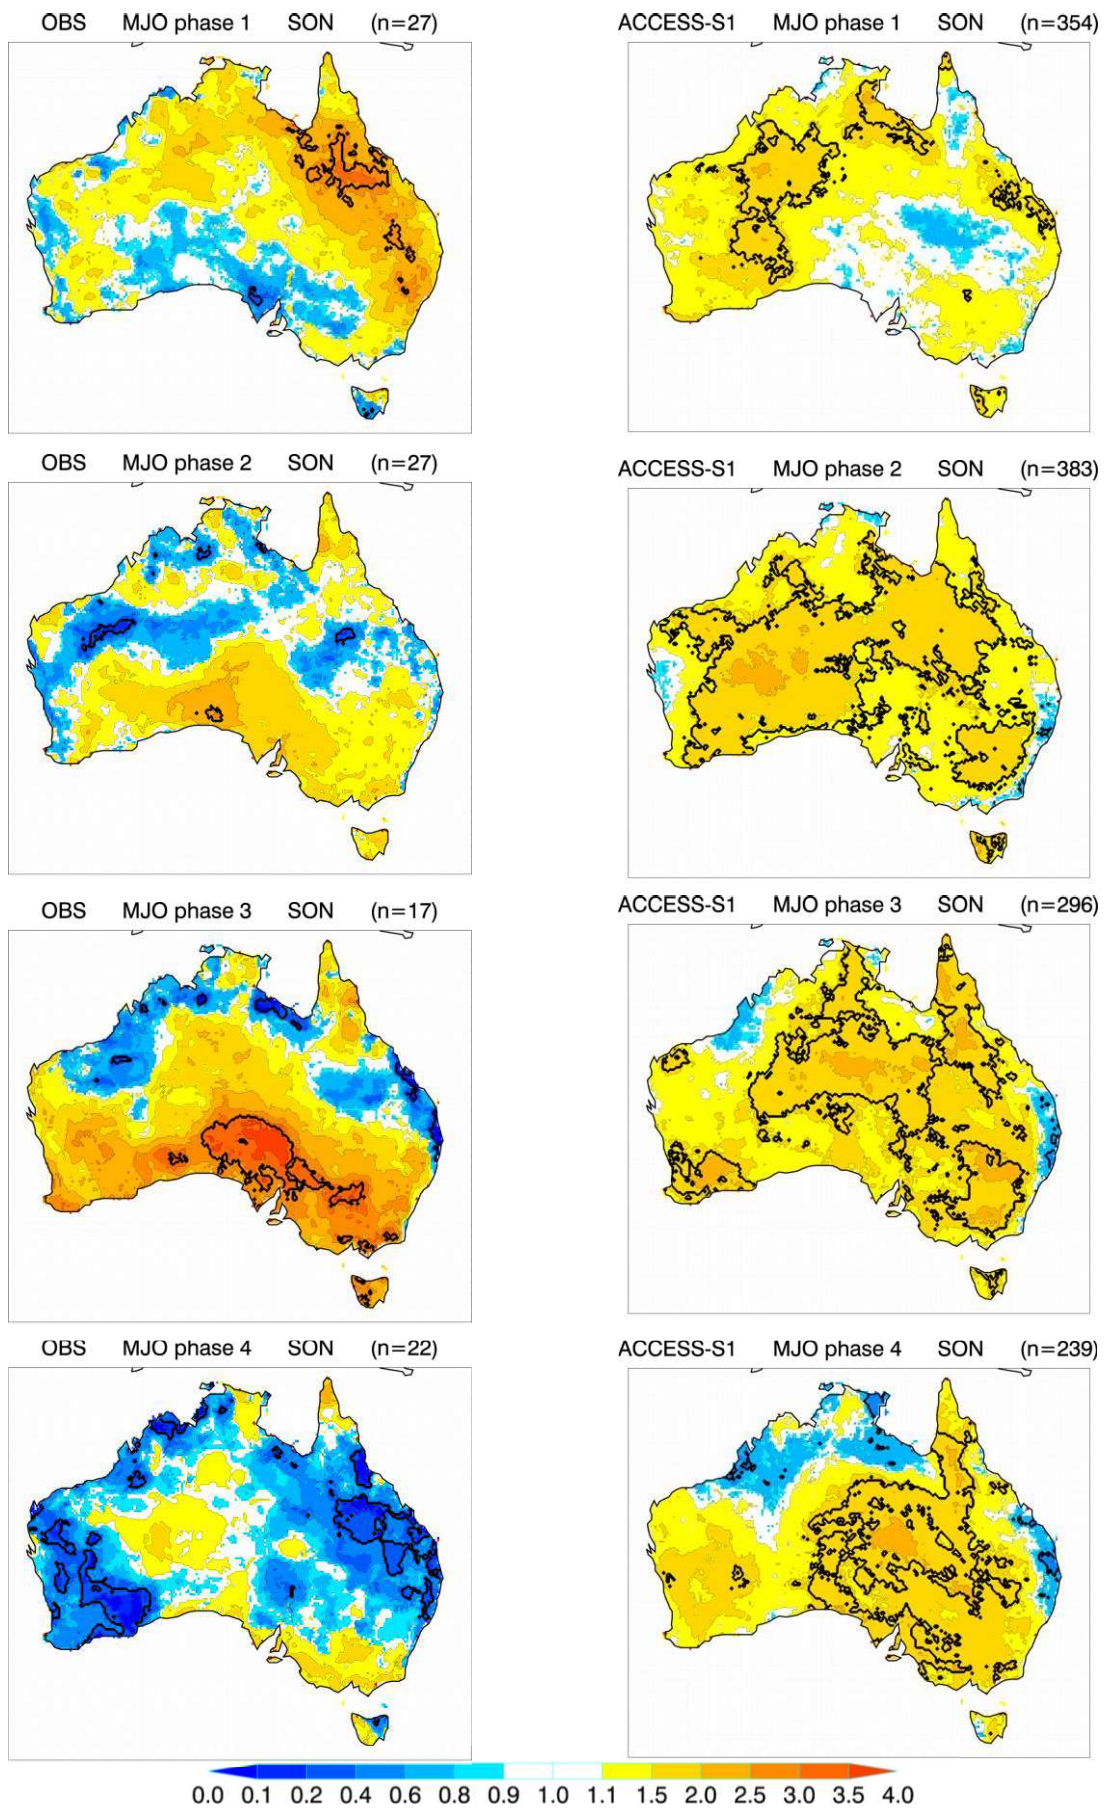 OBS MJO phase 1 SON (n=27)
ACCESS-S1 MJO phase 1 SON (n=354)
OBS MJO phase 2 SON (n=27)
ACCESS-S1 MJO phase 2 SON (n=383)
OBS MJO phase 3 SON (n=17)
ACCESS-S1 MJO phase 3 SON (n=296)
OBS MJO phase 4 SON (n=22)
ACCESS-S1 MJO phase 4 SON (n=239)
0.0 0.1 0.2 0.4 0.6 0.8 0.9 1.0 1.1 1.5 2.0 2.5 3.0 3.5 4.0